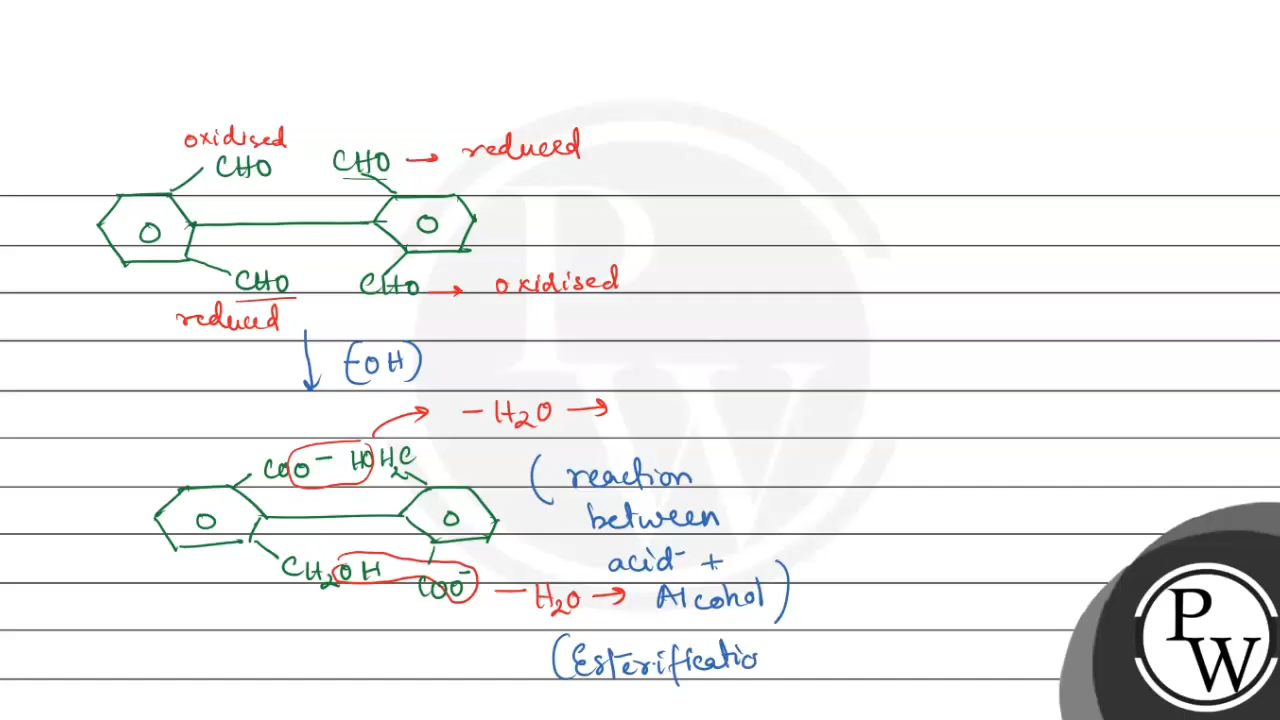 oxidised
CHO CHO → reduced
O O
CHO CHO → oxidised
reduced
(-OH)
- H2O →
COO- HOH2C
(reaction
between
O O
acid +
CH2OH COO- - H2O → Alcohol)
(Esterificatio
P
W